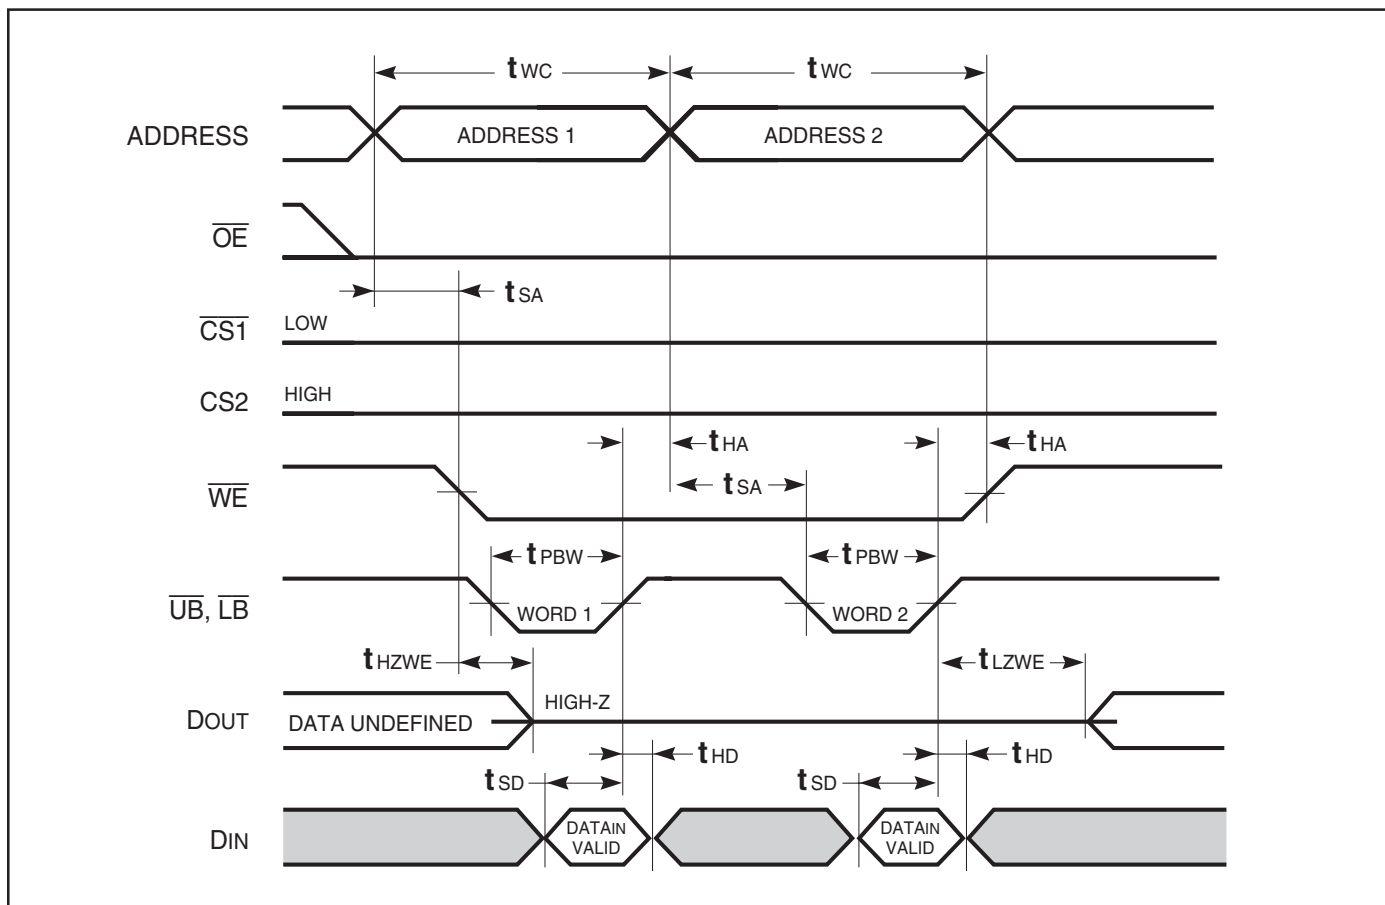 tWC tWC
ADDRESS ADDRESS 1 ADDRESS 2
OE
tSA
CS1 LOW
CS2 HIGH
tHA tHA
tSA
WE
tPBW tPBW
UB, LB WORD 1 WORD 2
tHZWE tLZWE
DOUT DATA UNDEFINED HIGH-Z
tHD tHD
tSD tSD
DIN DATAIN VALID DATAIN VALID